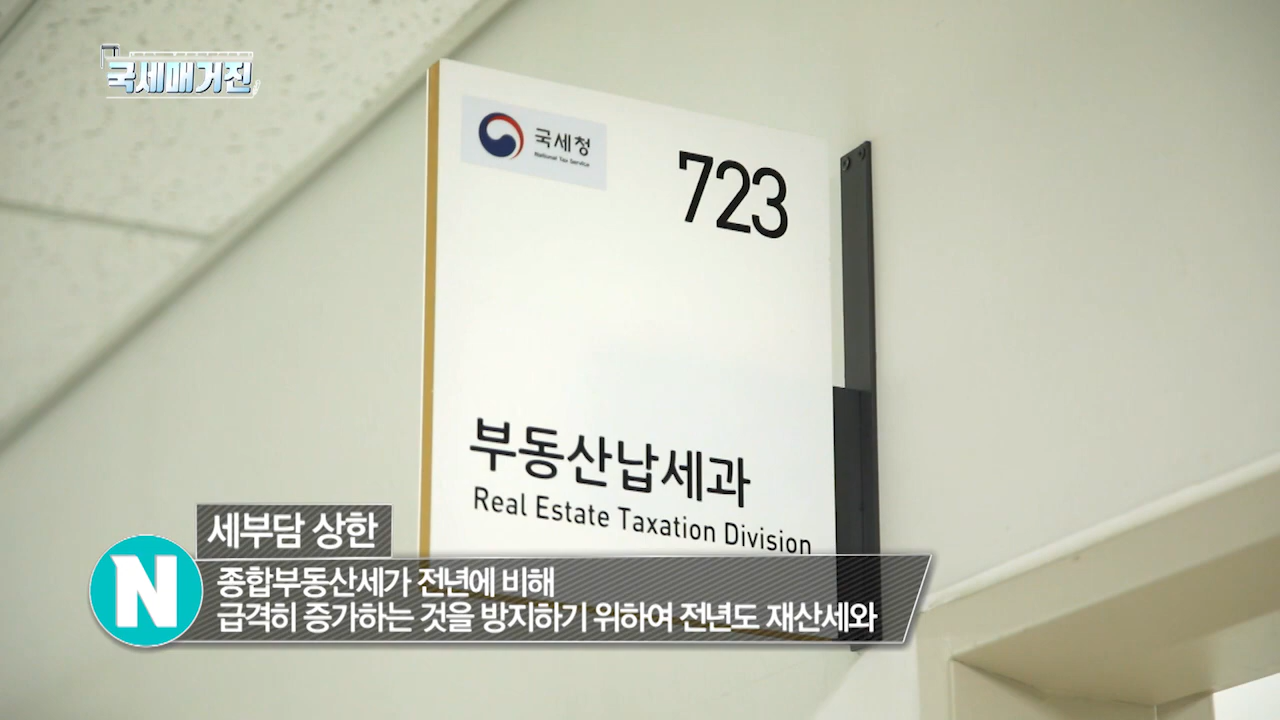 국세매거진
국세청
National Tax Service
723
부동산납세과
Real Estate Taxation Division
세부담 상한
N
종합부동산세가 전년에 비해
급격히 증가하는 것을 방지하기 위하여 전년도 재산세와